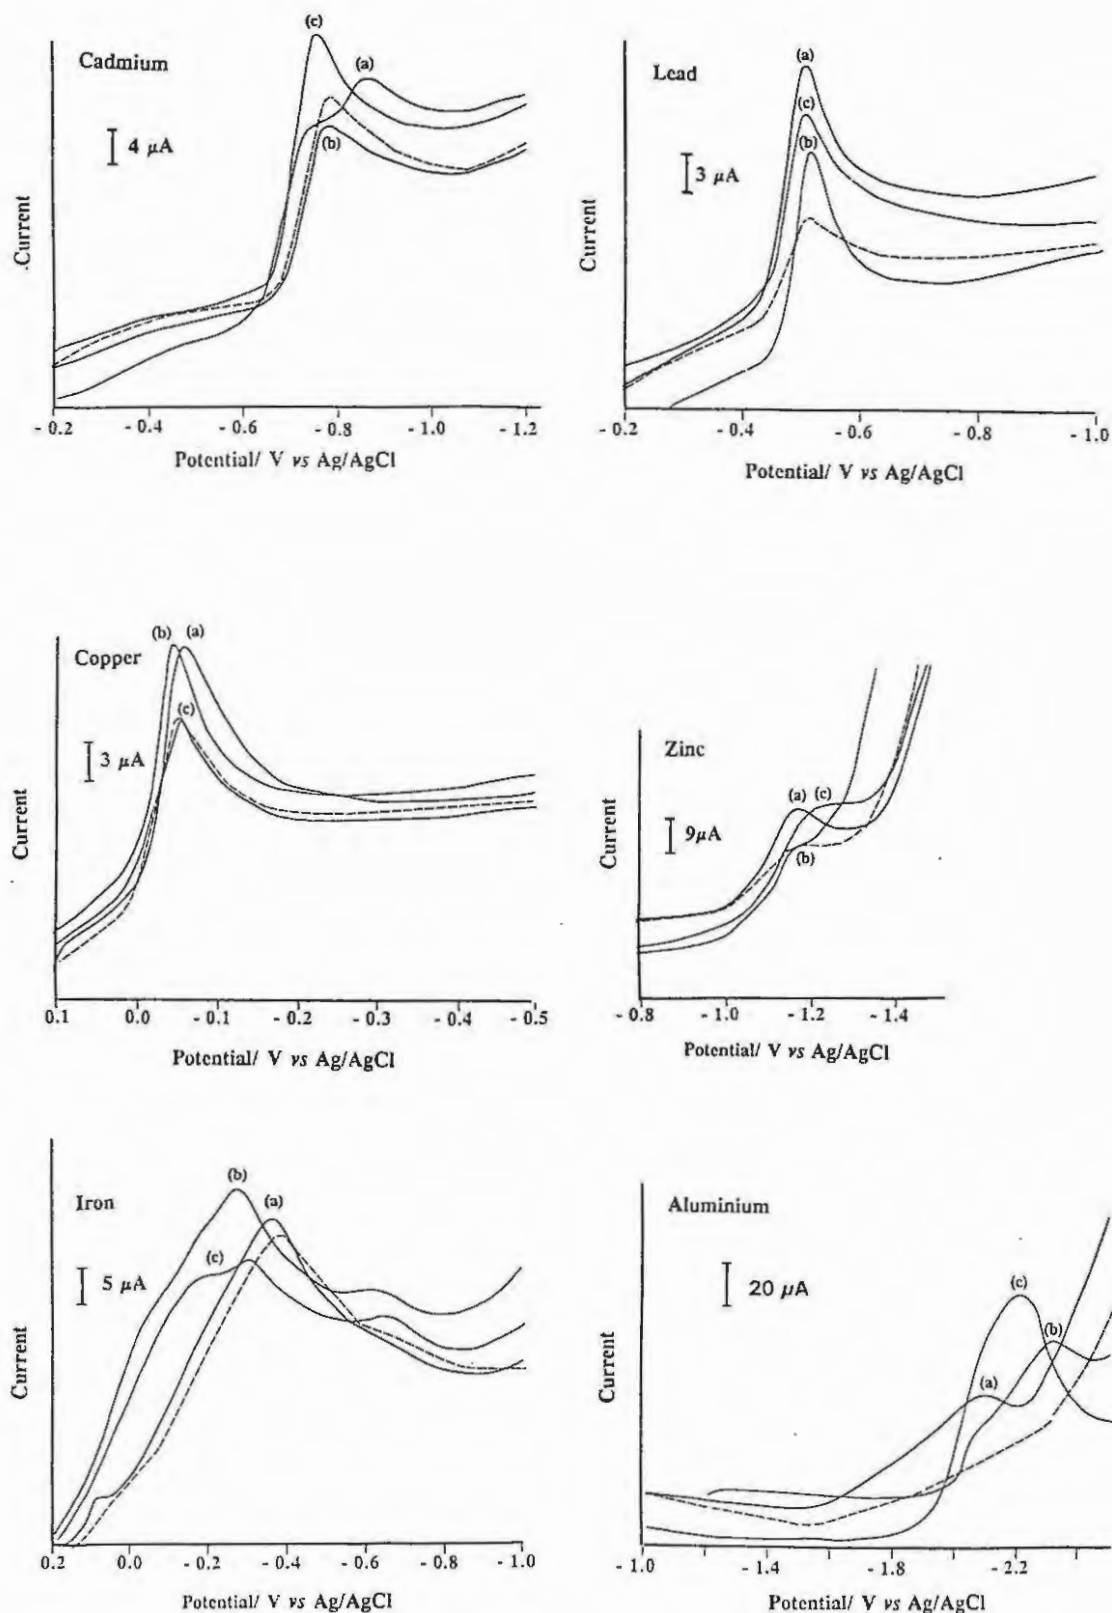 Cadmium
(c)
(a)
(b)
4 μA
Current
- 0.2 - 0.4 - 0.6 - 0.8 - 1.0 - 1.2
Potential/ V vs Ag/AgCl
Lead
(a)
(c)
(b)
3 μA
Current
- 0.2 - 0.4 - 0.6 - 0.8 - 1.0
Potential/ V vs Ag/AgCl
Copper
(b) (a)
(c)
3 μA
Current
0.1 0.0 - 0.1 - 0.2 - 0.3 - 0.4 - 0.5
Potential/ V vs Ag/AgCl
Zinc
(a) (c)
(b)
9μA
Current
- 0.8 - 1.0 - 1.2 - 1.4
Potential/ V vs Ag/AgCl
Iron
(b)
(a)
(c)
5 μA
Current
0.2 0.0 - 0.2 - 0.4 - 0.6 - 0.8 - 1.0
Potential/ V vs Ag/AgCl
Aluminium
20 μA
(c)
(b)
(a)
Current
- 1.0 - 1.4 - 1.8 - 2.2
Potential/ V vs Ag/AgCl